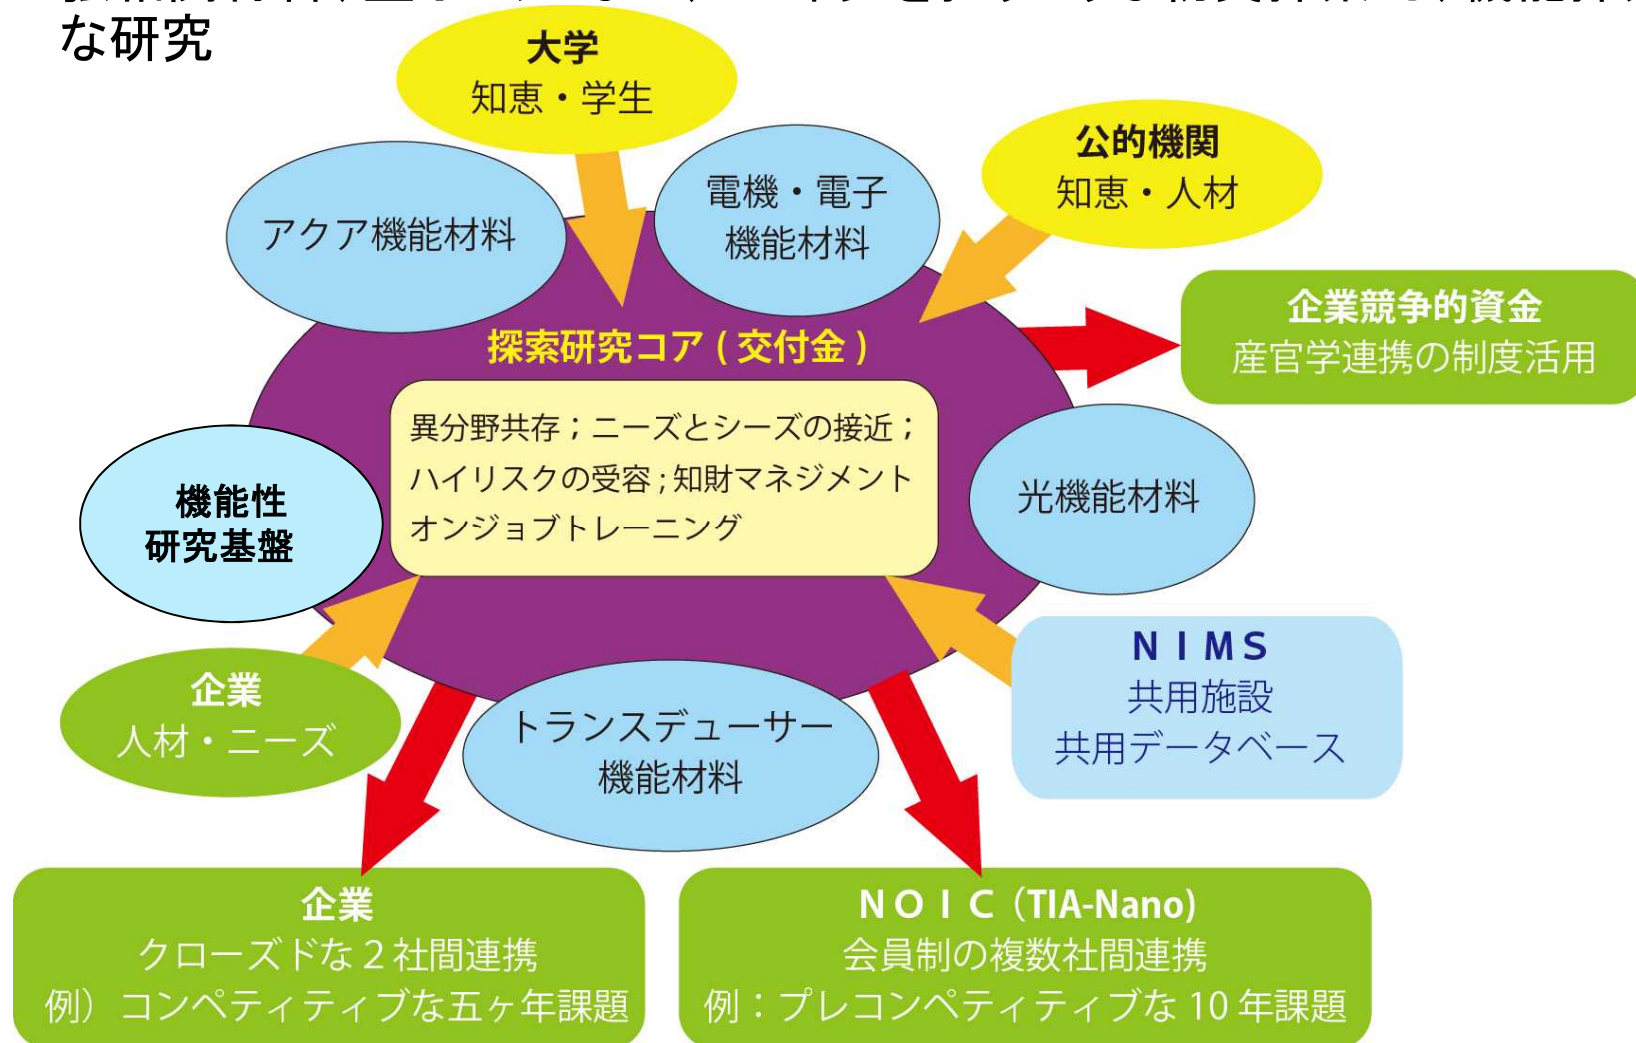 な研究
大学
知恵・学生
公的機関
知恵・人材
アクア機能材料
電機・電子
機能材料
企業競争的資金
産官学連携の制度活用
探索研究コア ( 交付金 )
異分野共存 ; ニーズとシーズの接近 ;
ハイリスクの受容 ; 知財マネジメント
オンジョブトレーニング
光機能材料
機能性
研究基盤
企業
人材・ニーズ
トランスデューサー
機能材料
ＮＩＭＳ
共用施設
共用データベース
企業
クローズドな２社間連携
例）コンペティティブな五ヶ年課題
ＮＯＩＣ (TIA-Nano)
会員制の複数社間連携
例：プレコンペティティブな 10 年課題